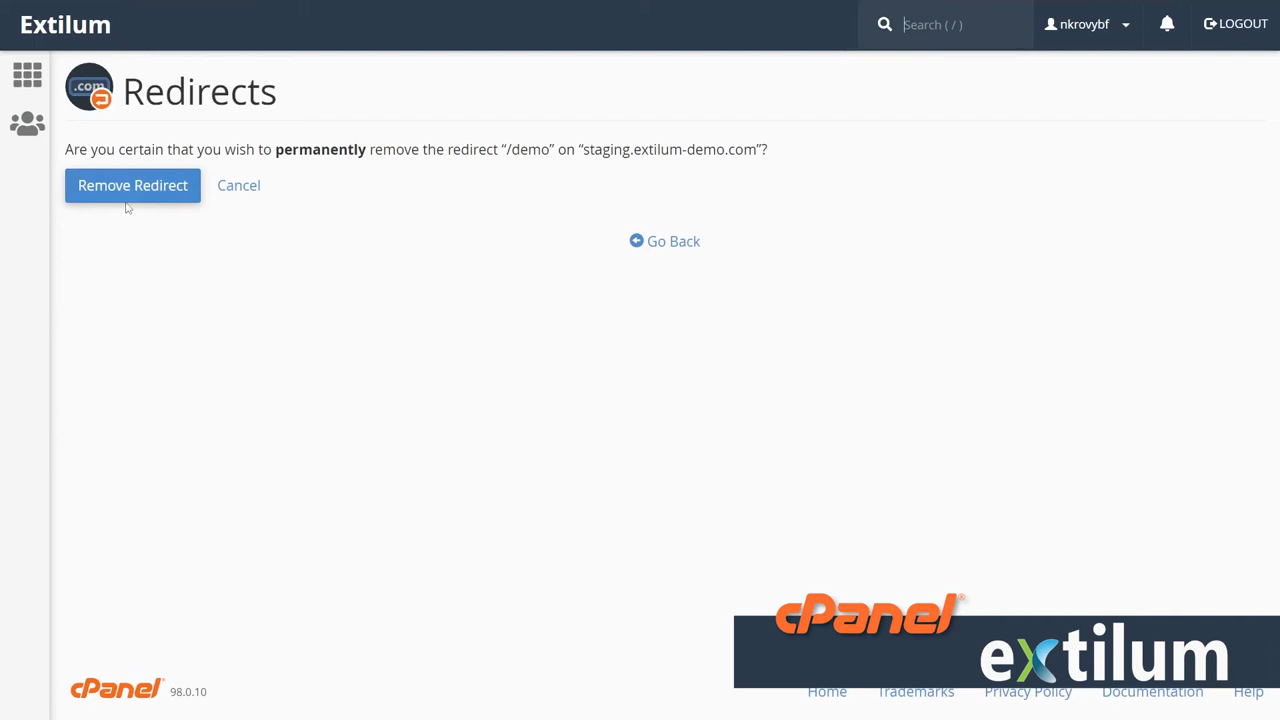 Extilum
Search ( / )
nkrovybf
LOGOUT
.com
Redirects
Are you certain that you wish to permanently remove the redirect “/demo” on “staging.extilum-demo.com”?
Remove Redirect
Cancel
Go Back
cPanel®
extilum
cPanel® 98.0.10
Home
Trademarks
Privacy Policy
Documentation
Help